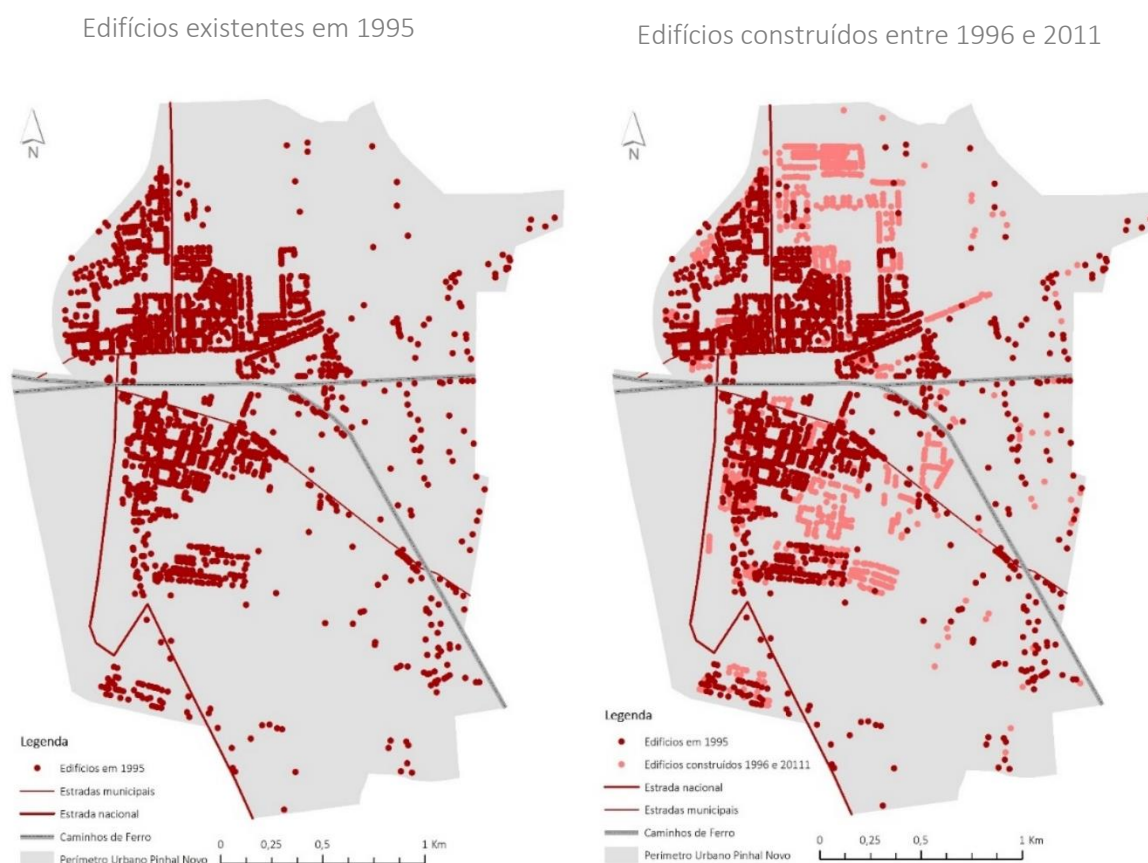 Edifícios existentes em 1995
Edifícios construídos entre 1996 e 2011
N
N
Legenda
Edifícios em 1995
Estradas municipais
Estrada nacional
Caminhos de Ferro
Perímetro Urbano Pinhal Novo
0 0,25 0,5 1 Km
Legenda
Edifícios em 1995
Edifícios construídos 1996 e 20111
Estrada nacional
Estradas municipais
Caminhos de Ferro
Perímetro Urbano Pinhal Novo
0 0,25 0,5 1 Km